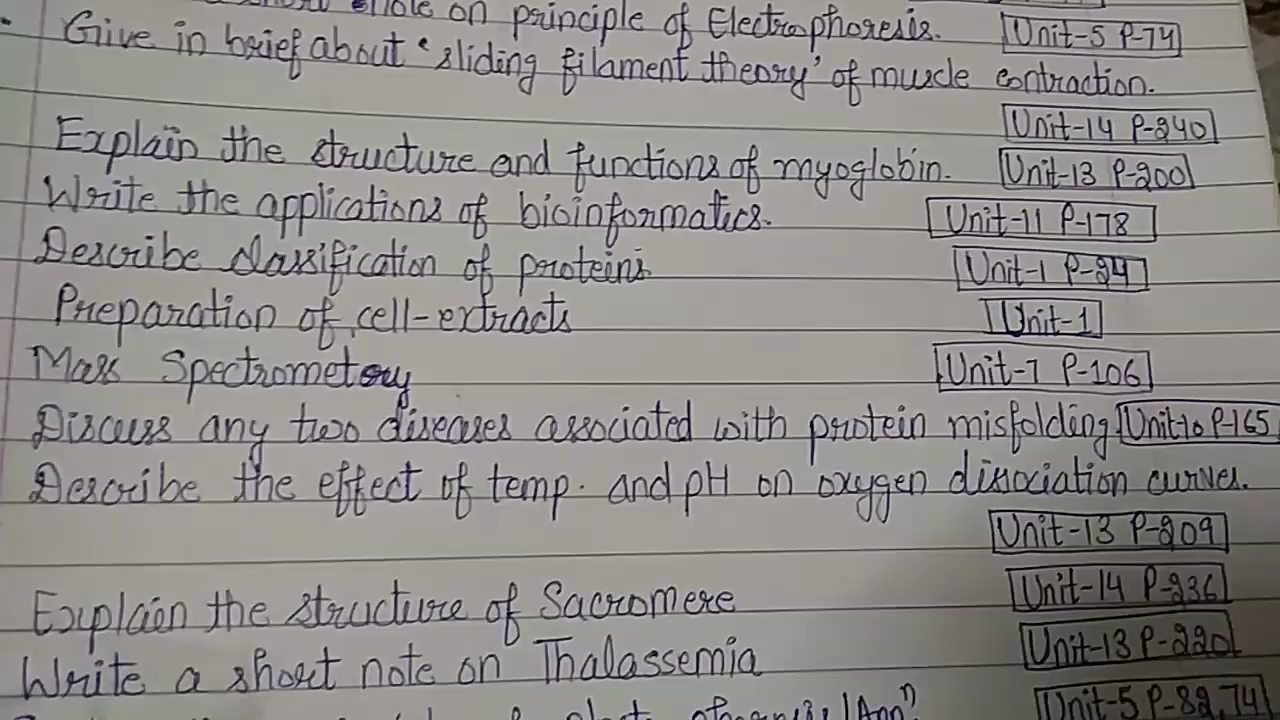 note on principle of Electrophoresis. Unit-5 P-74
Give in brief about 'sliding filament theory' of muscle contraction.
Unit-14 P-240
Explain the structure and functions of myoglobin. Unit-13 P-200
Write the applications of bioinformatics. Unit-11 P-178
Describe classification of proteins. Unit-1 P-24
Preparation of cell-extracts Unit-1
Mass Spectrometory Unit-7 P-106
Discuss any two diseases associated with protein misfolding. Unit-10 P-165
Describe the effect of temp. and pH on oxygen dissociation curves.
Unit-13 P-209
Explain the structure of Sacromere Unit-14 P-236
Write a short note on Thalassemia Unit-13 P-220
Unit-5 P-82,74